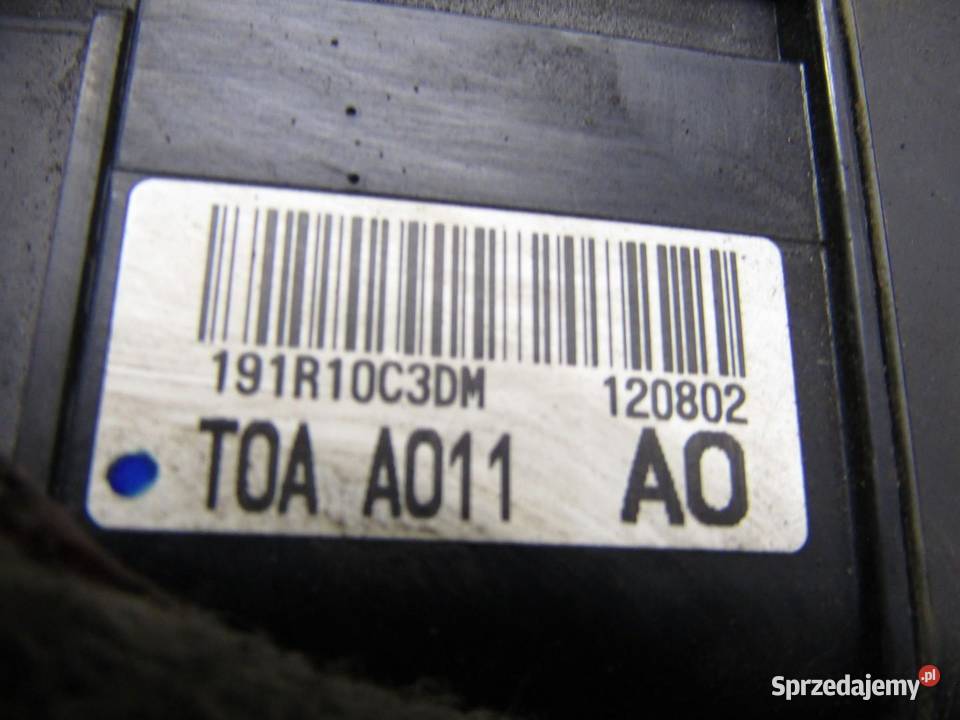 191R10C3DM 120802
T0A A011 A0
Sprzedajemy.pl